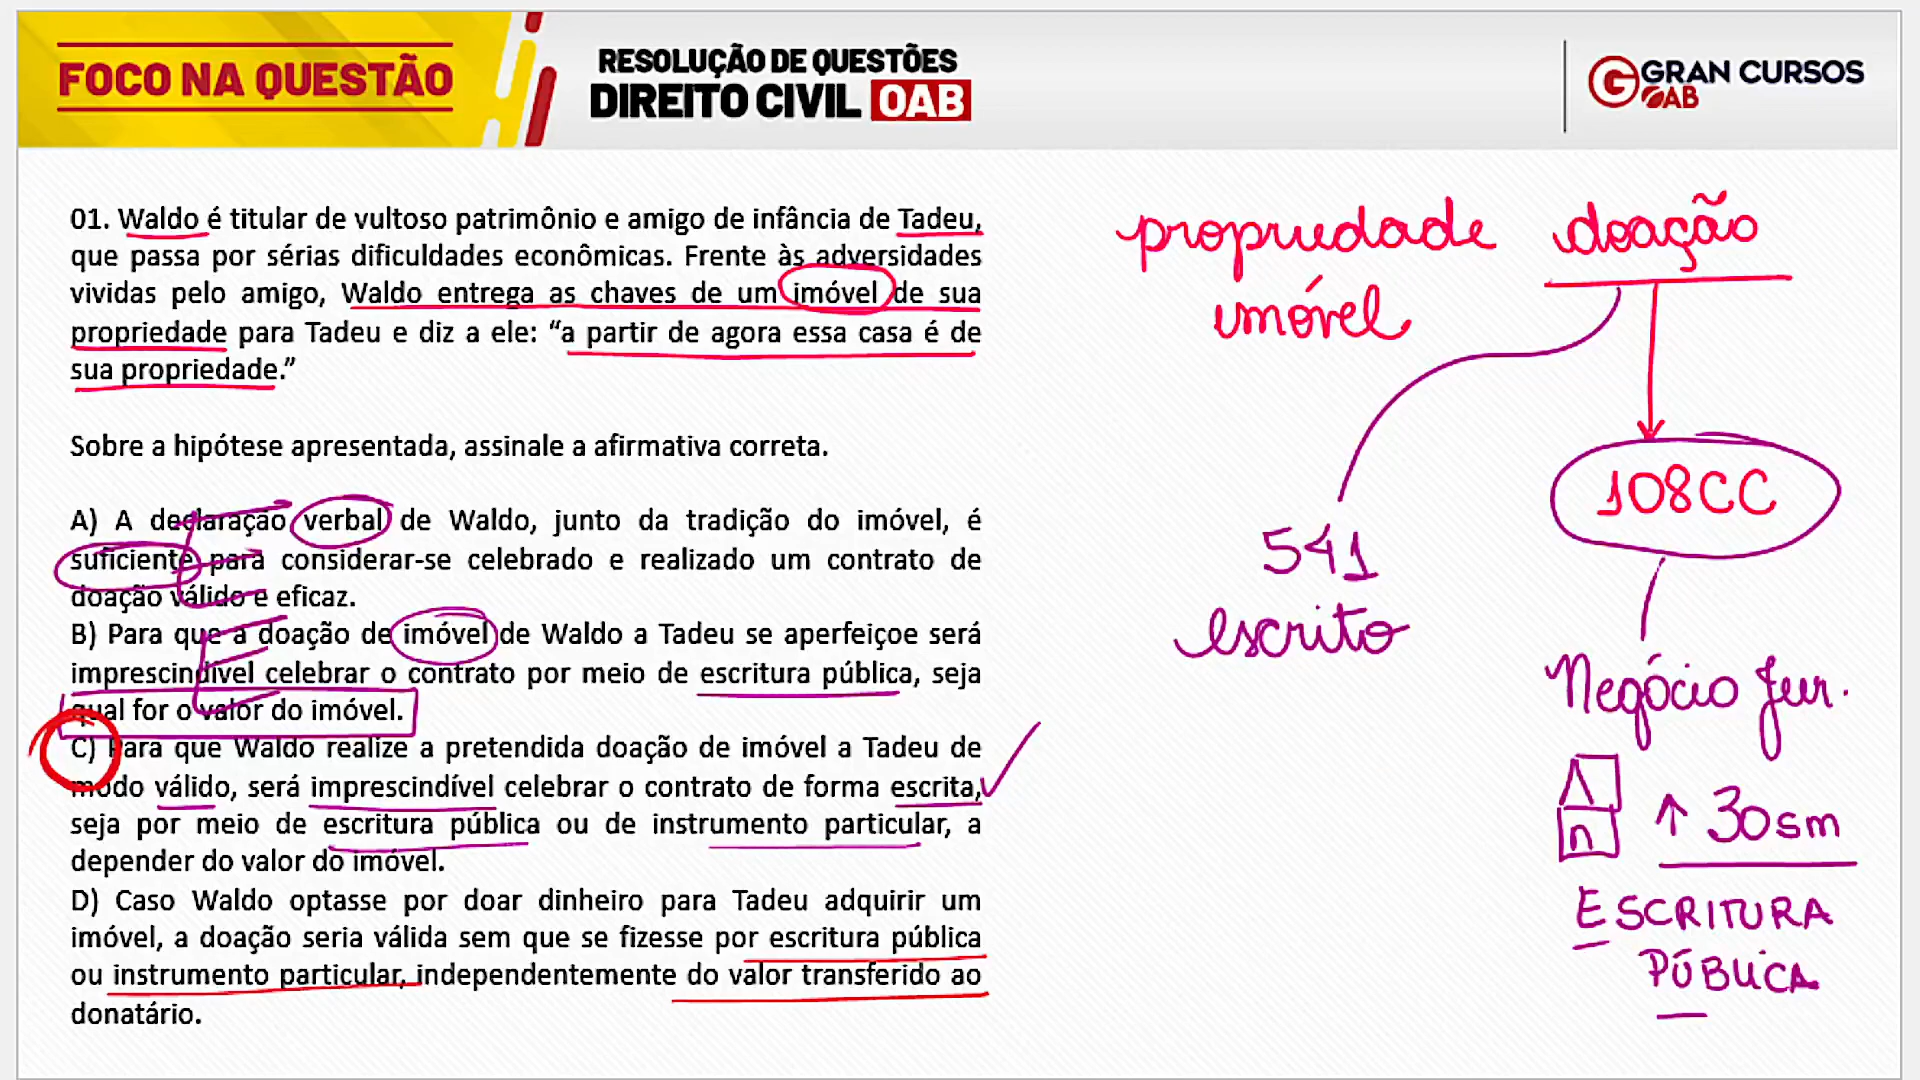 FOCO NA QUESTÃO
RESOLUÇÃO DE QUESTÕES
DIREITO CIVIL OAB
GRAN CURSOS
OAB
01. Waldo é titular de vultoso patrimônio e amigo de infância de Tadeu,
que passa por sérias dificuldades econômicas. Frente às adversidades
vividas pelo amigo, Waldo entrega as chaves de um imóvel de sua
propriedade para Tadeu e diz a ele: “a partir de agora essa casa é de
sua propriedade.”
Sobre a hipótese apresentada, assinale a afirmativa correta.
A) A declaração verbal de Waldo, junto da tradição do imóvel, é
suficiente para considerar-se celebrado e realizado um contrato de
doação válido e eficaz.
B) Para que a doação de imóvel de Waldo a Tadeu se aperfeiçoe será
imprescindível celebrar o contrato por meio de escritura pública, seja
qual for o valor do imóvel.
C) Para que Waldo realize a pretendida doação de imóvel a Tadeu de
modo válido, será imprescindível celebrar o contrato de forma escrita,
seja por meio de escritura pública ou de instrumento particular, a
depender do valor do imóvel.
D) Caso Waldo optasse por doar dinheiro para Tadeu adquirir um
imóvel, a doação seria válida sem que se fizesse por escritura pública
ou instrumento particular, independentemente do valor transferido ao
donatário.
propriedade
imóvel
doação
108CC
541
escrito
Negócio Jur.
↑ 30sm
ESCRITURA
PÚBLICA